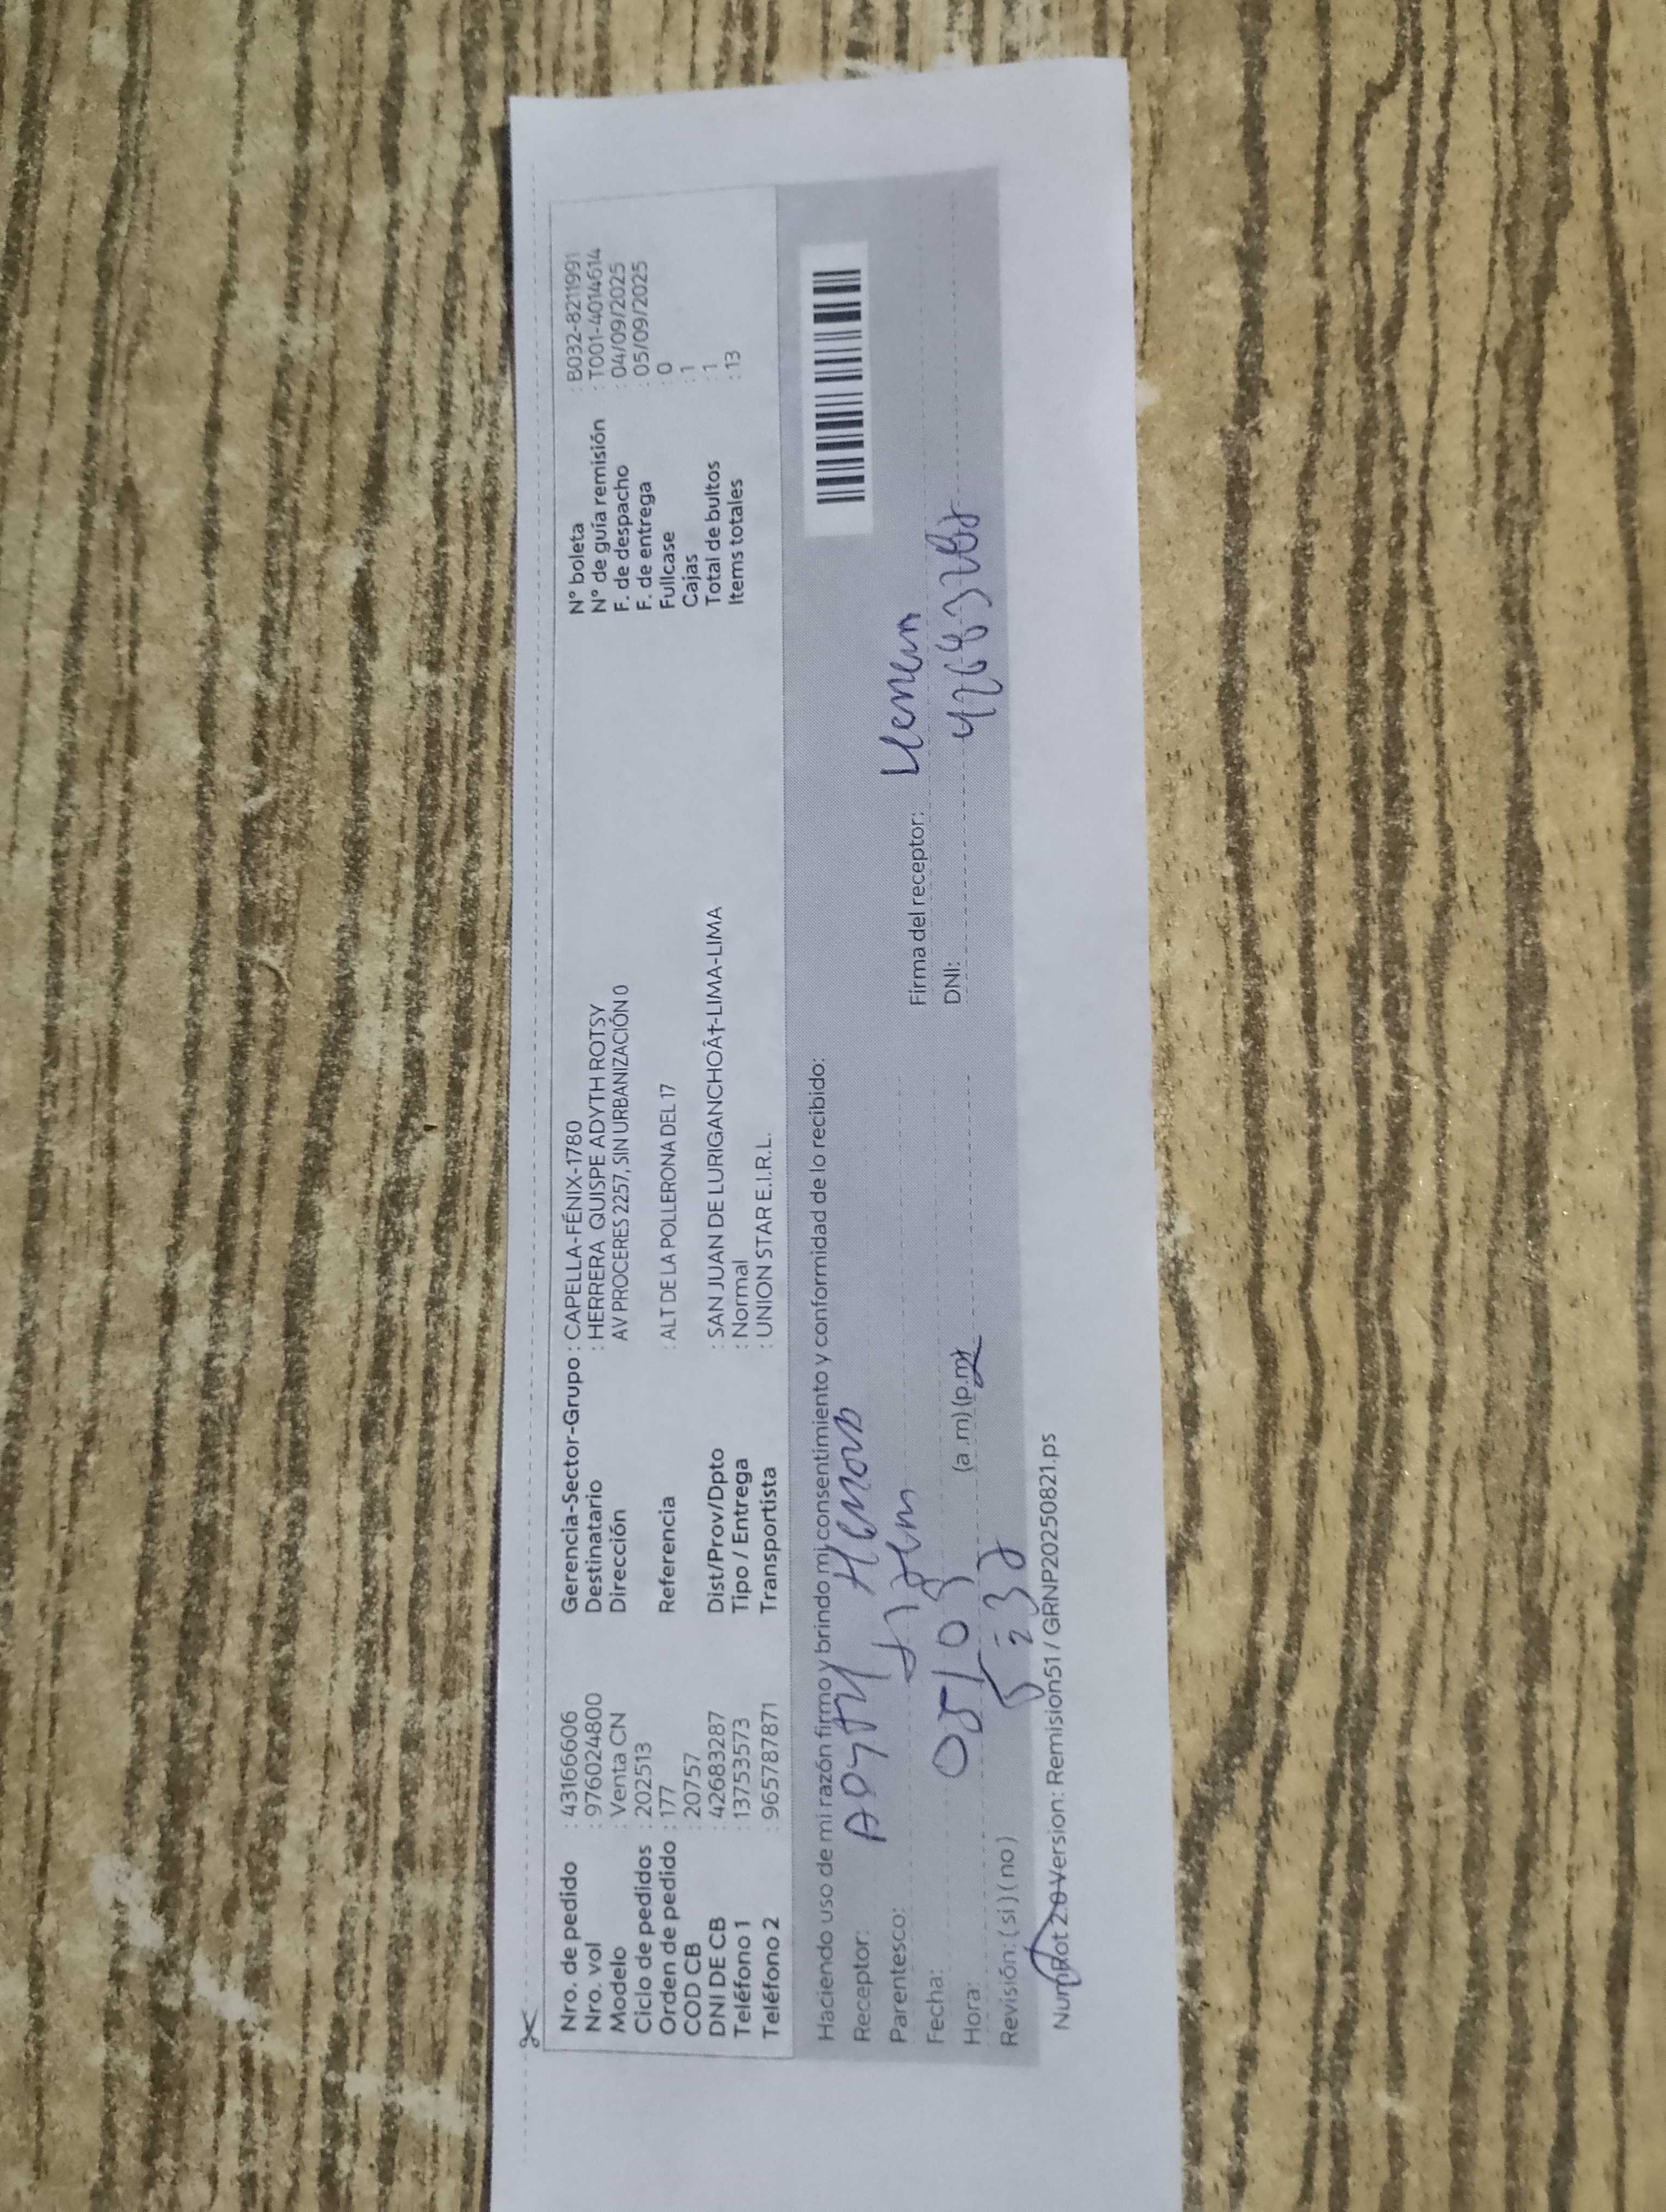 Nro. de pedido : 43166606
Nro. vol : 9760248001
Modelo : Venta CN
Ciclo de pedidos : 202513
Orden de pedido : 177
COD CB : 20757
DNI DE CB : 42683287
Teléfono 1 : 13753573
Teléfono 2 : 965787871
Gerencia-Sector-Grupo : CAPELLA-FÉNIX-1780
Destinatario : HERRERA QUISPE ADYTH ROTSY
Dirección AV PROCERES 2257, SIN URBANIZACIÓN 0
Referencia : ALT DE LA POLLERONA DEL 17
Dist/Prov/Dpto : SAN JUAN DE LURIGANCHOÂ†-LIMA-LIMA
Tipo / Entrega : Normal
Transportista : UNION STAR E.I.R.L.
N° boleta : B032-8211991
N° de guía remisión : T001-4014614
F. de despacho : 04/09/2025
F. de entrega : 05/09/2025
Fullcase : 0
Cajas : 1
Total de bultos : 1
Items totales : 13
Haciendo uso de mi razón firmo y brindo mi consentimiento y conformidad de lo recibido:
Receptor:
Parentesco:
Fecha: 05/09
Hora: 5:32 (a.m) (p.m)
Revisión: ( si ) ( no )
Firma del receptor:
DNI: 42683287
NumRot 2.0 Version: Remision51 / GRNP20250821.ps